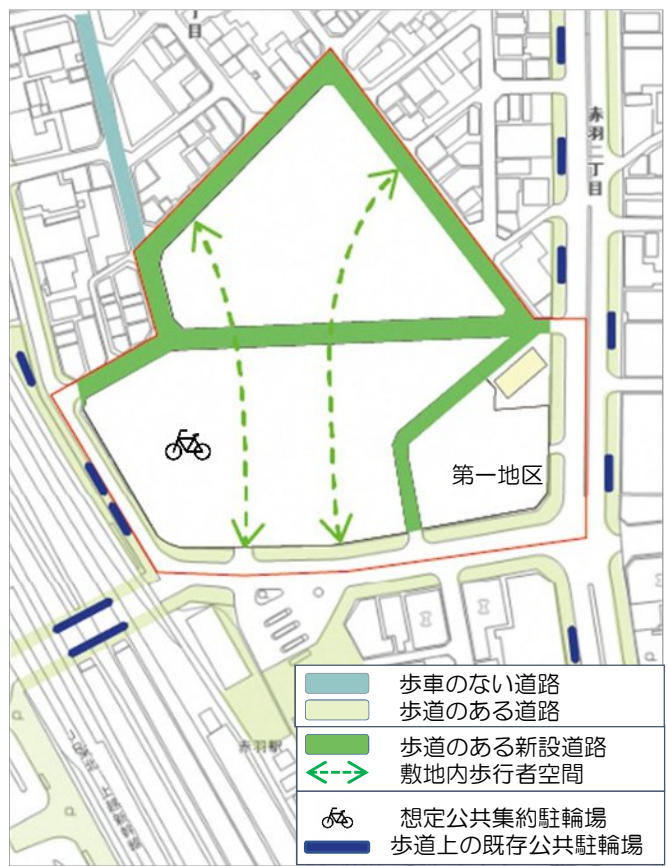 丁目
赤羽二丁目
第一地区
赤羽駅
歩車のない道路
歩道のある道路
歩道のある新設道路
敷地内歩行者空間
想定公共集約駐輪場
歩道上の既存公共駐輪場